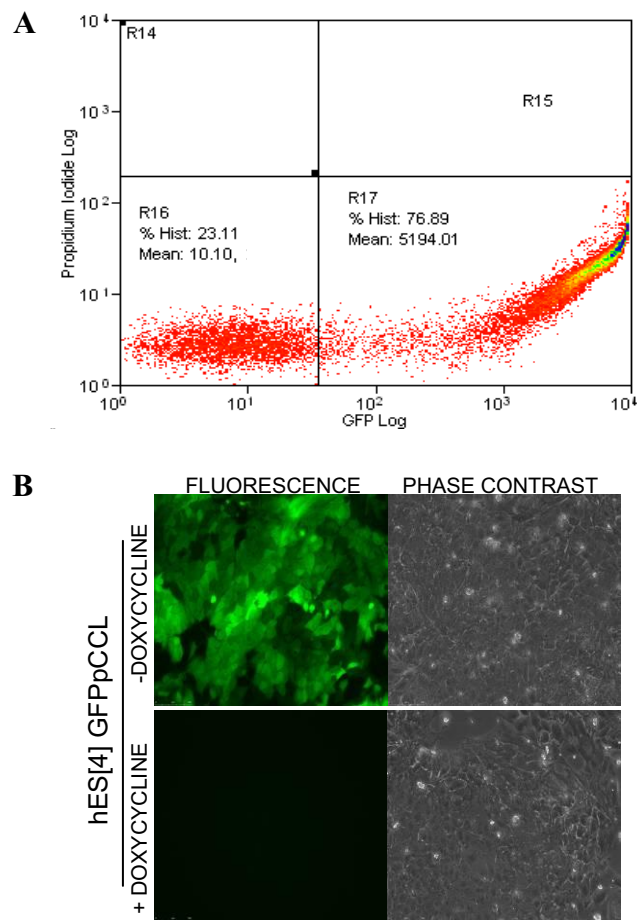 A
10⁴
R14
10³
R15
Propidium Iodide Log
10²
R16
% Hist: 23.11
Mean: 10.10,
R17
% Hist: 76.89
Mean: 5194.01
10¹
10⁰
10⁰
10¹
10²
10³
10⁴
GFP Log
B
FLUORESCENCE
PHASE CONTRAST
hES[4] GFPpCCL
-DOXYCYCLINE
+ DOXYCYCLINE